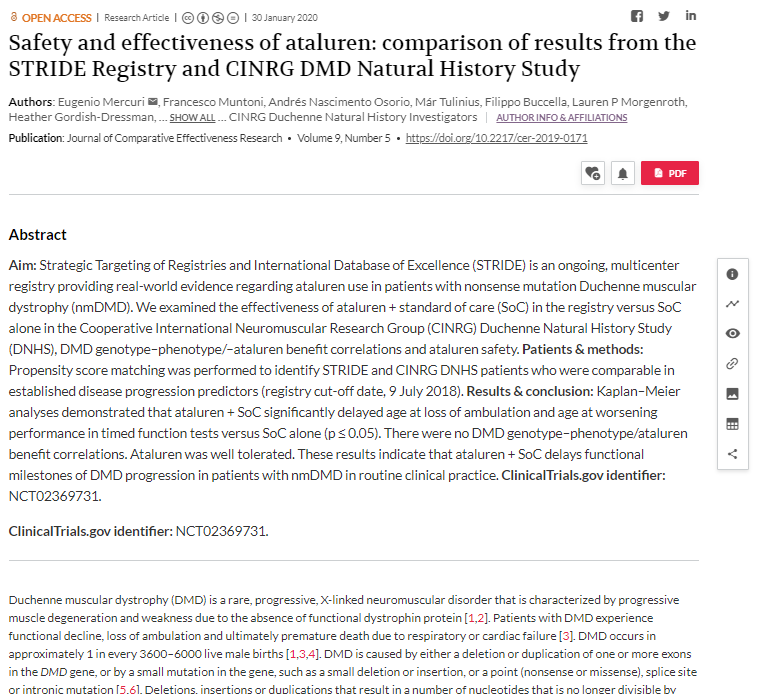 OPEN ACCESS | Research Article | 30 January 2020
Safety and effectiveness of ataluren: comparison of results from the
STRIDE Registry and CINRG DMD Natural History Study
Authors: Eugenio Mercuri, Francesco Muntoni, Andrés Nascimento Osorio, Már Tulinius, Filippo Buccella, Lauren P Morgenroth,
Heather Gordish-Dressman, ... SHOW ALL ... CINRG Duchenne Natural History Investigators | AUTHOR INFO & AFFILIATIONS
Publication: Journal of Comparative Effectiveness Research • Volume 9, Number 5 • https://doi.org/10.2217/cer-2019-0171
PDF
Abstract
Aim: Strategic Targeting of Registries and International Database of Excellence (STRIDE) is an ongoing, multicenter
registry providing real-world evidence regarding ataluren use in patients with nonsense mutation Duchenne muscular
dystrophy (nmDMD). We examined the effectiveness of ataluren + standard of care (SoC) in the registry versus SoC
alone in the Cooperative International Neuromuscular Research Group (CINRG) Duchenne Natural History Study
(DNHS), DMD genotype–phenotype/–ataluren benefit correlations and ataluren safety. Patients & methods:
Propensity score matching was performed to identify STRIDE and CINRG DNHS patients who were comparable in
established disease progression predictors (registry cut-off date, 9 July 2018). Results & conclusion: Kaplan–Meier
analyses demonstrated that ataluren + SoC significantly delayed age at loss of ambulation and age at worsening
performance in timed function tests versus SoC alone (p ≤ 0.05). There were no DMD genotype–phenotype/ataluren
benefit correlations. Ataluren was well tolerated. These results indicate that ataluren + SoC delays functional
milestones of DMD progression in patients with nmDMD in routine clinical practice. ClinicalTrials.gov identifier:
NCT02369731.
ClinicalTrials.gov identifier: NCT02369731.
Duchenne muscular dystrophy (DMD) is a rare, progressive, X-linked neuromuscular disorder that is characterized by progressive
muscle degeneration and weakness due to the absence of functional dystrophin protein [1,2]. Patients with DMD experience
functional decline, loss of ambulation and ultimately premature death due to respiratory or cardiac failure [3]. DMD occurs in
approximately 1 in every 3600–6000 live male births [1,3,4]. DMD is caused by either a deletion or duplication of one or more exons
in the DMD gene, or by a small mutation in the gene, such as a small deletion or insertion, or a point (nonsense or missense), splice site
or intronic mutation [5,6]. Deletions, insertions or duplications that result in a number of nucleotides that is no longer divisible by